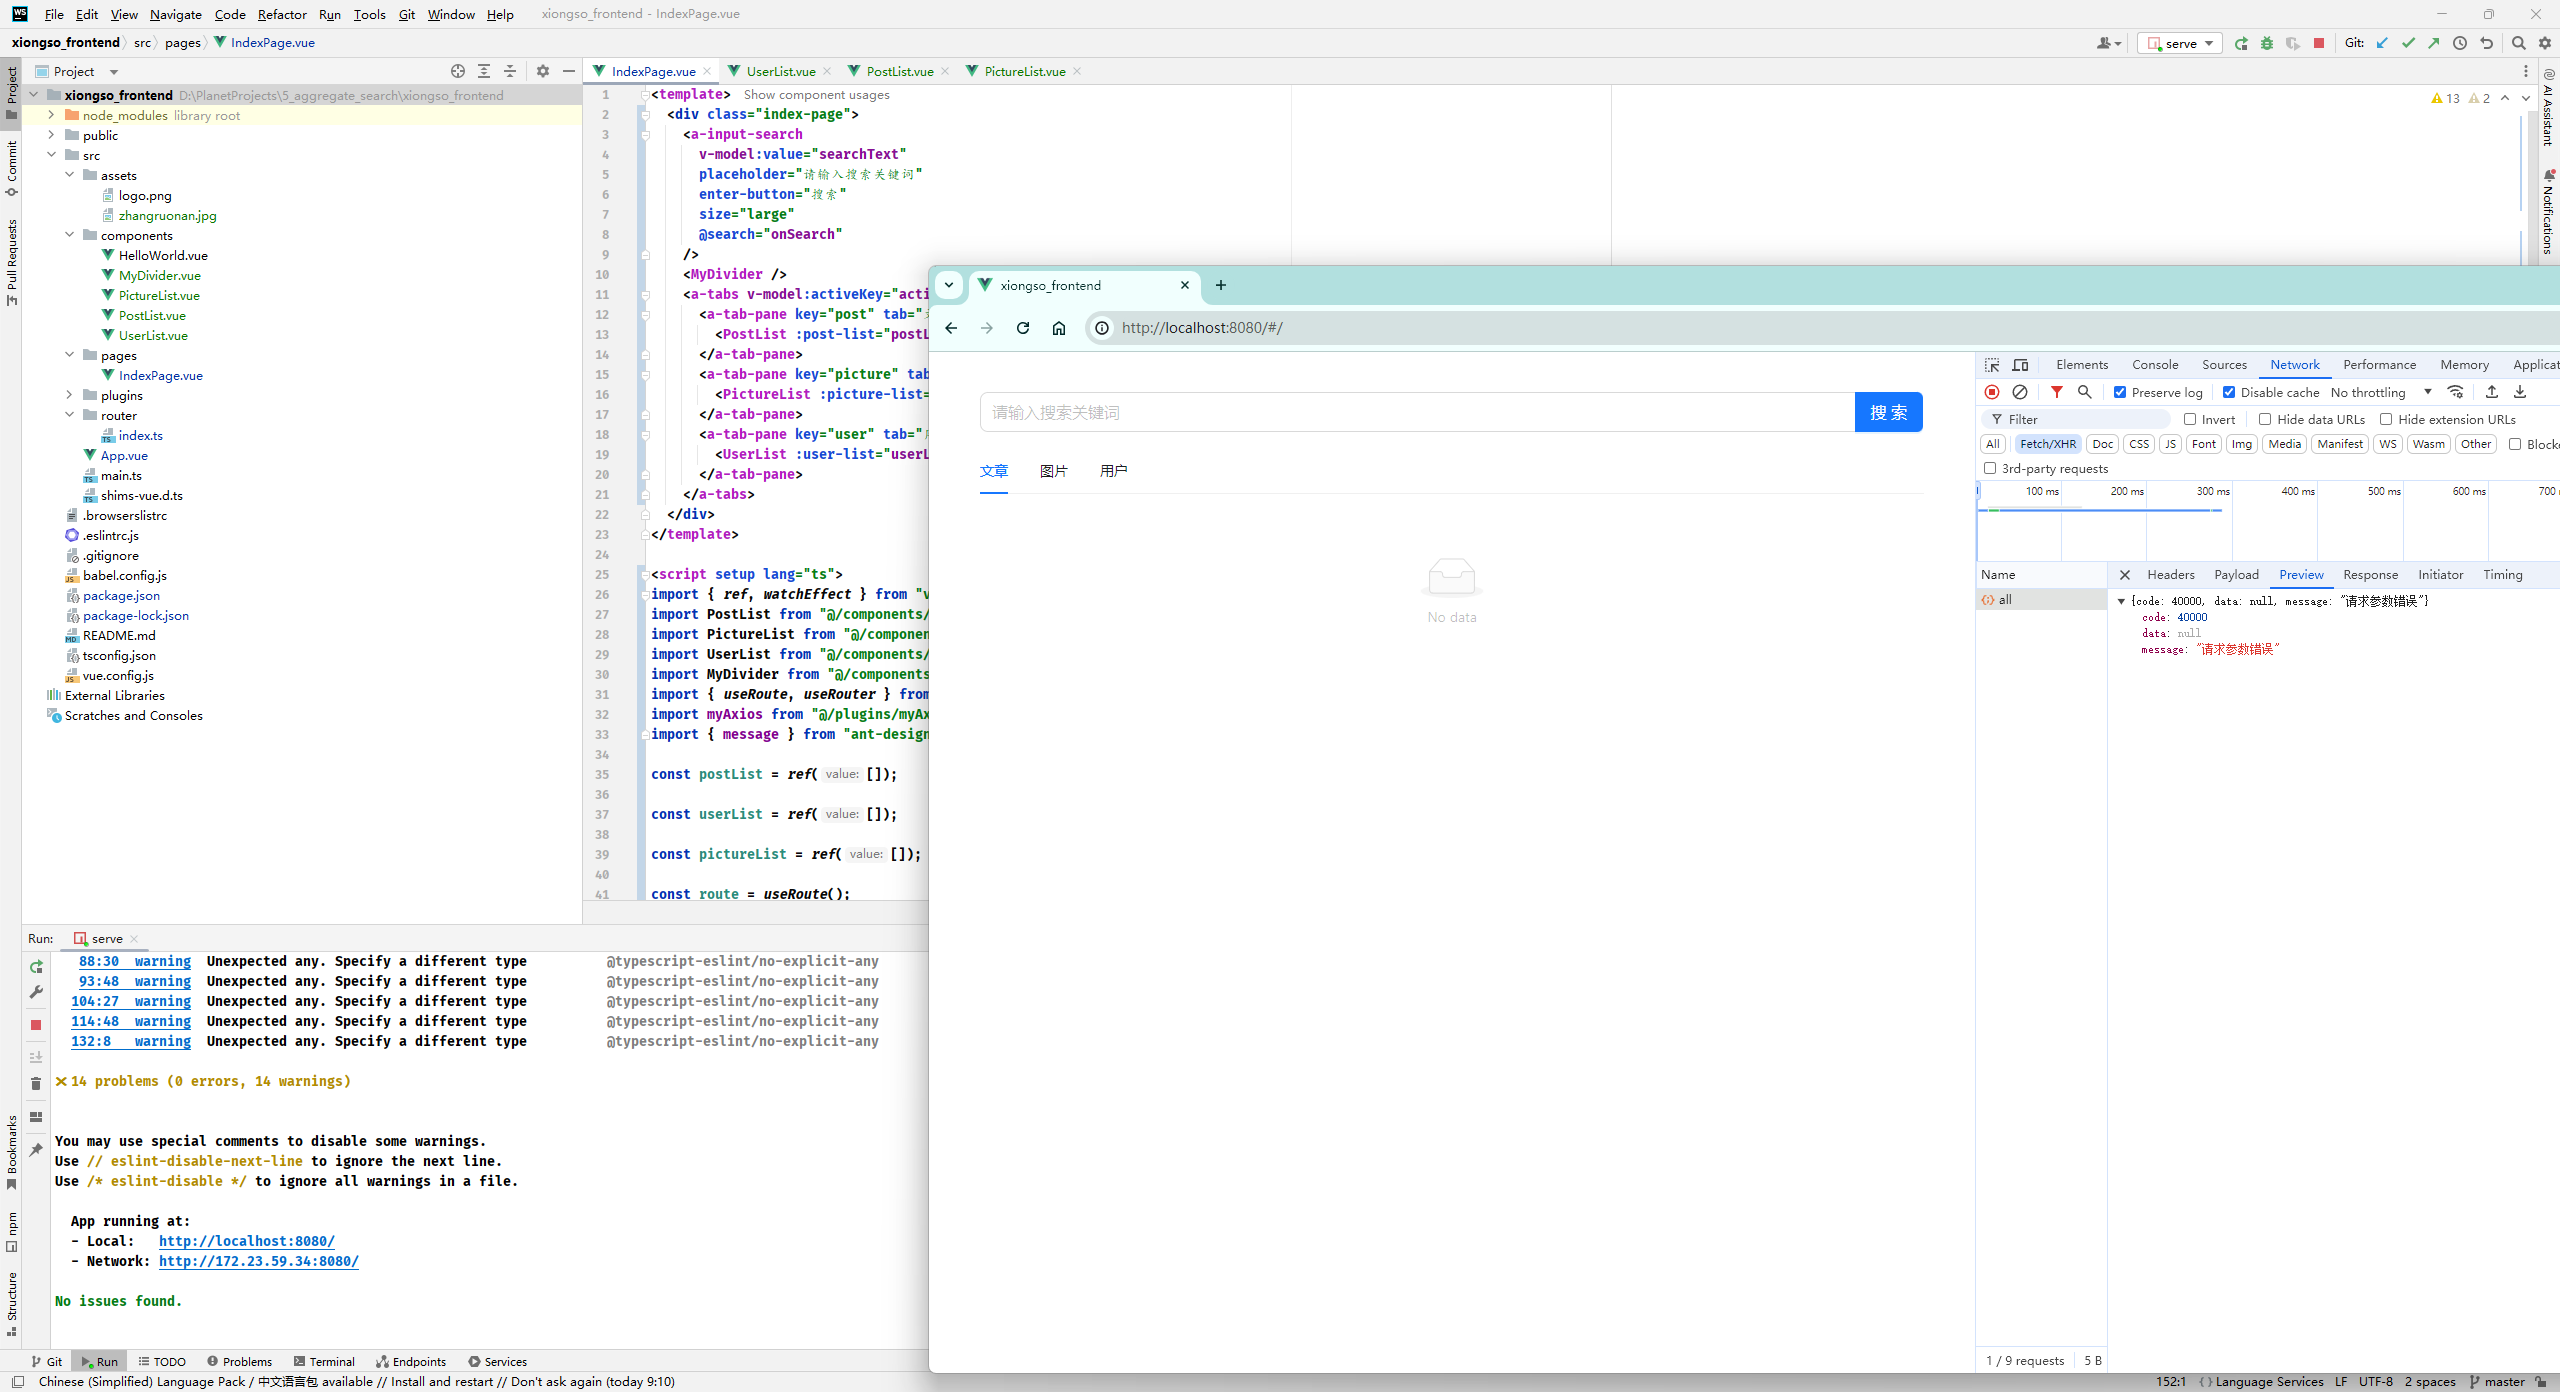 File Edit View Navigate Code Refactor Run Tools Git Window Help xiongso_frontend - IndexPage.vue
xiongso_frontend src pages IndexPage.vue
serve Git:
Project
xiongso_frontend D:\PlanetProjects\5_aggregate_search\xiongso_frontend
node_modules library root
public
src
assets
logo.png
zhangruonan.jpg
components
HelloWorld.vue
MyDivider.vue
PictureList.vue
PostList.vue
UserList.vue
pages
IndexPage.vue
plugins
router
index.ts
App.vue
main.ts
shims-vue.d.ts
.browserslistrc
.eslintrc.js
.gitignore
babel.config.js
package.json
package-lock.json
README.md
tsconfig.json
vue.config.js
External Libraries
Scratches and Consoles
Project
Commit
Pull Requests
Bookmarks
npm
Structure
IndexPage.vue UserList.vue PostList.vue PictureList.vue
13 2
AI Assistant
Notifications
1 <template> Show component usages
2 <div class="index-page">
3 <a-input-search
4 v-model:value="searchText"
5 placeholder="请输入搜索关键词"
6 enter-button="搜索"
7 size="large"
8 @search="onSearch"
9 />
10 <MyDivider />
11 <a-tabs v-model:activeKey="acti
12 <a-tab-pane key="post" tab="
13 <PostList :post-list="postL
14 </a-tab-pane>
15 <a-tab-pane key="picture" tab
16 <PictureList :picture-list=
17 </a-tab-pane>
18 <a-tab-pane key="user" tab="
19 <UserList :user-list="userL
20 </a-tab-pane>
21 </a-tabs>
22 </div>
23 </template>
24
25 <script setup lang="ts">
26 import { ref, watchEffect } from "v
27 import PostList from "@/components/
28 import PictureList from "@/componen
29 import UserList from "@/components/
30 import MyDivider from "@/components
31 import { useRoute, useRouter } from
32 import myAxios from "@/plugins/myAx
33 import { message } from "ant-design
34
35 const postList = ref( value: []);
36
37 const userList = ref( value: []);
38
39 const pictureList = ref( value: []);
40
41 const route = useRoute();
xiongso_frontend
http://localhost:8080/#/
请输入搜索关键词 搜 索
文章 图片 用户
No data
Elements Console Sources Network Performance Memory Applicat
Preserve log Disable cache No throttling
Filter Invert Hide data URLs Hide extension URLs
All Fetch/XHR Doc CSS JS Font Img Media Manifest WS Wasm Other Blocke
3rd-party requests
100 ms 200 ms 300 ms 400 ms 500 ms 600 ms 700
Name Headers Payload Preview Response Initiator Timing
all
{code: 40000, data: null, message: "请求参数错误"}
code: 40000
data: null
message: "请求参数错误"
1 / 9 requests 5 B
Run: serve
88:30 warning Unexpected any. Specify a different type @typescript-eslint/no-explicit-any
93:48 warning Unexpected any. Specify a different type @typescript-eslint/no-explicit-any
104:27 warning Unexpected any. Specify a different type @typescript-eslint/no-explicit-any
114:48 warning Unexpected any. Specify a different type @typescript-eslint/no-explicit-any
132:8 warning Unexpected any. Specify a different type @typescript-eslint/no-explicit-any
14 problems (0 errors, 14 warnings)
You may use special comments to disable some warnings.
Use // eslint-disable-next-line to ignore the next line.
Use /* eslint-disable */ to ignore all warnings in a file.
App running at:
- Local: http://localhost:8080/
- Network: http://172.23.59.34:8080/
No issues found.
Git Run TODO Problems Terminal Endpoints Services
Chinese (Simplified) Language Pack / 中文语言包 available // Install and restart // Don't ask again (today 9:10)
152:1 Language Services LF UTF-8 2 spaces master